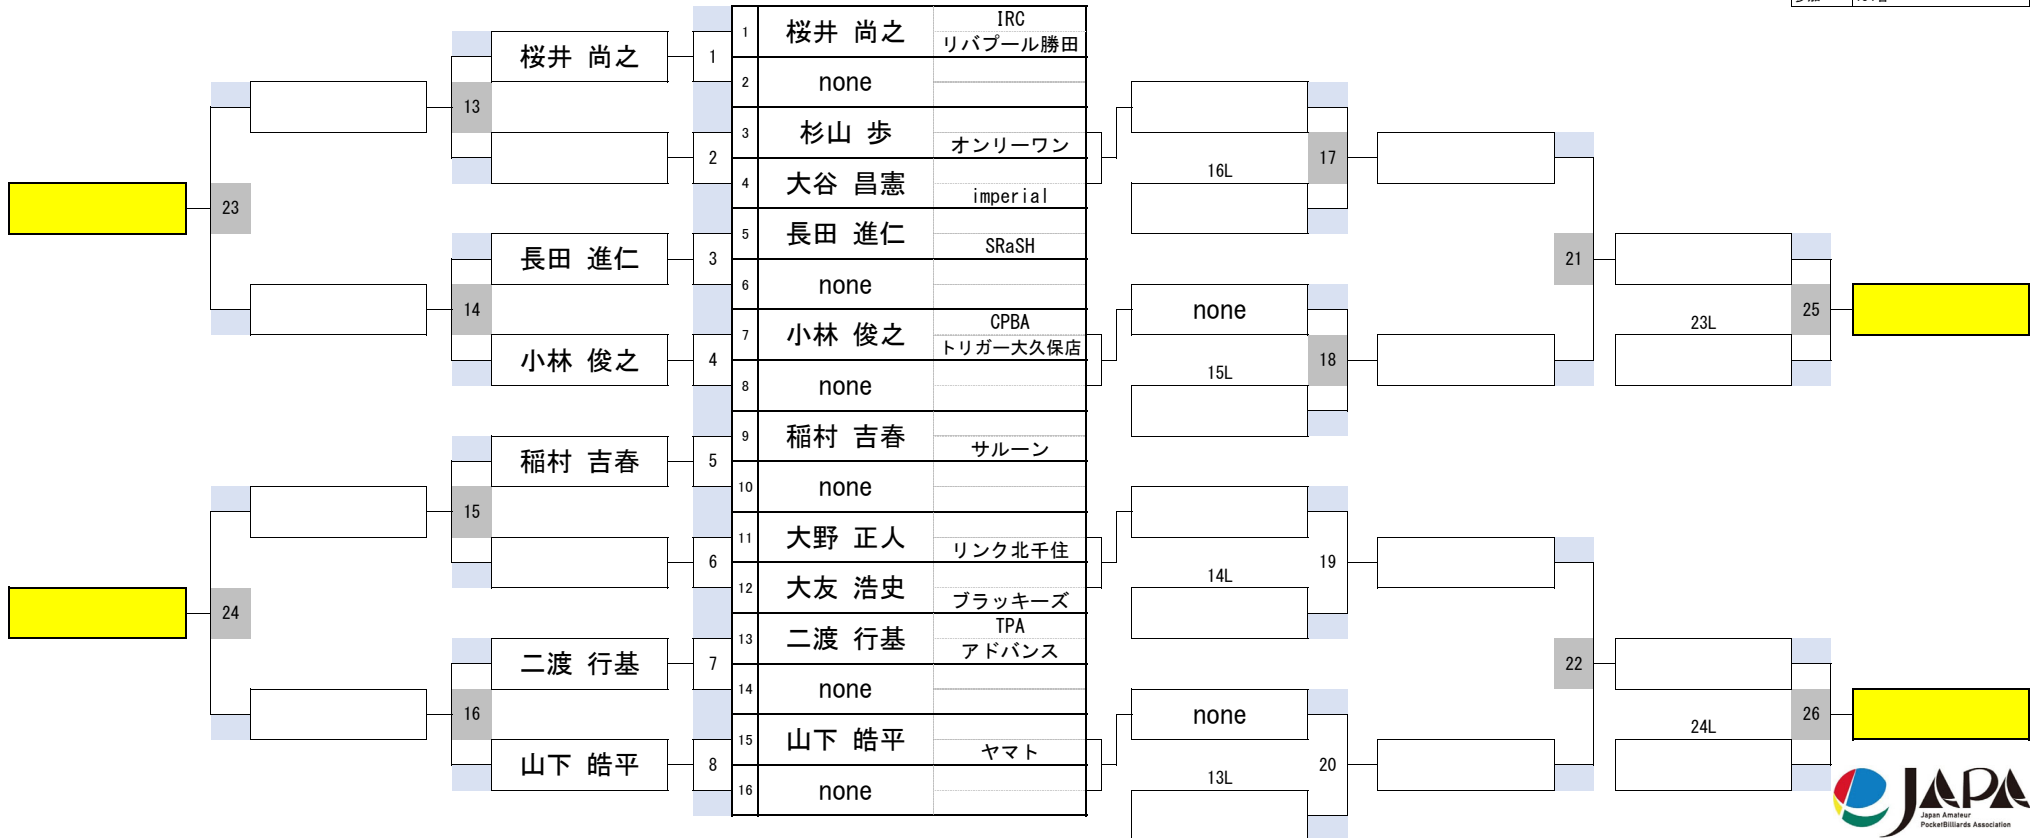 1 桜井 尚之 IRC
リバプール勝田
桜井 尚之 1
2 none
13
3 杉山 歩 オンリーワン
2 17
16L
4 大谷 昌憲 imperial
23
5 長田 進仁 SRaSH
長田 進仁 3 21
6 none
14 none 25
7 小林 俊之 CPBA
トリガー大久保店
23L
小林 俊之 4 18
15L
8 none
9 稲村 吉春 サルーン
稲村 吉春 5
10 none
15
11 大野 正人 リンク北千住
6 19
14L
12 大友 浩史 ブラッキーズ
24
13 二渡 行基 TPA
アドバンス
二渡 行基 7 22
14 none
16 none 26
24L
15 山下 皓平 ヤマト
山下 皓平 8 20
13L
16 none
JAPA
Japan Amateur
PocketBilliards Association